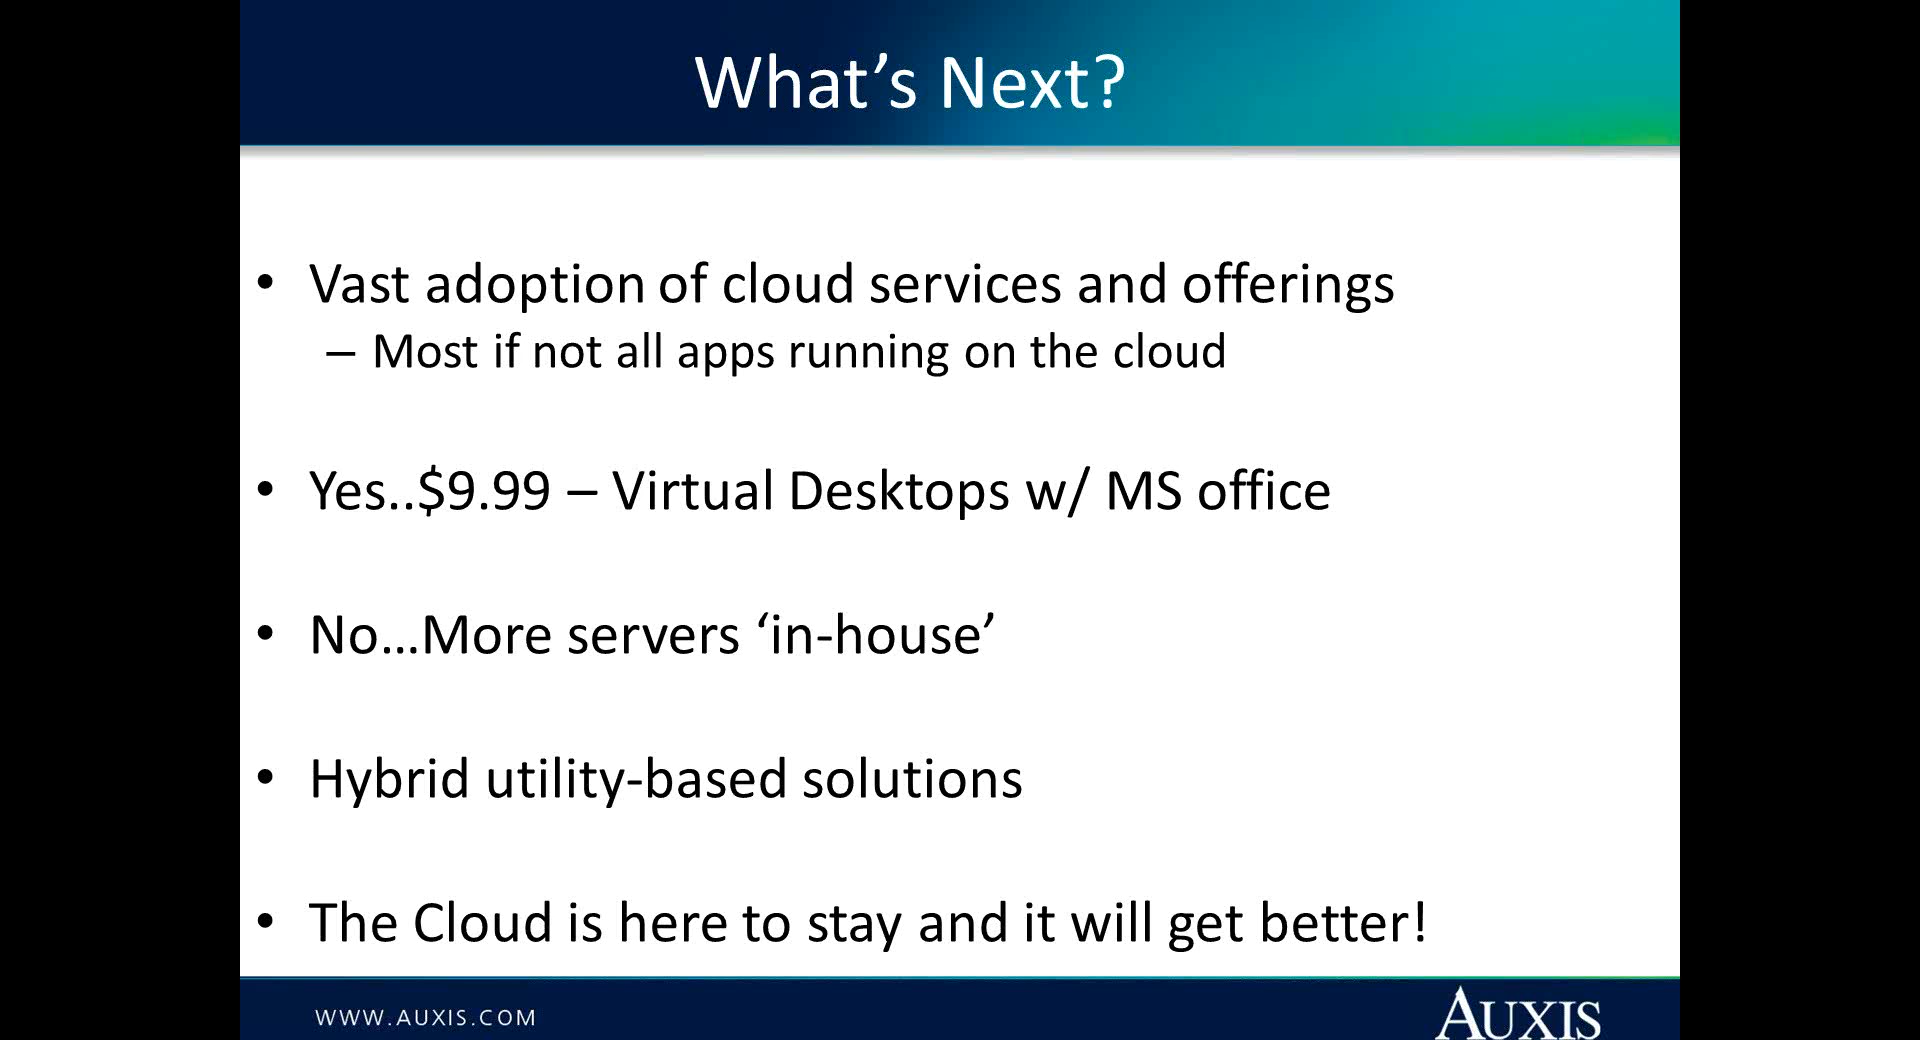 What’s Next?
• Vast adoption of cloud services and offerings
– Most if not all apps running on the cloud
• Yes..$9.99 – Virtual Desktops w/ MS office
• No…More servers ‘in-house’
• Hybrid utility-based solutions
• The Cloud is here to stay and it will get better!
WWW.AUXIS.COM
AUXIS